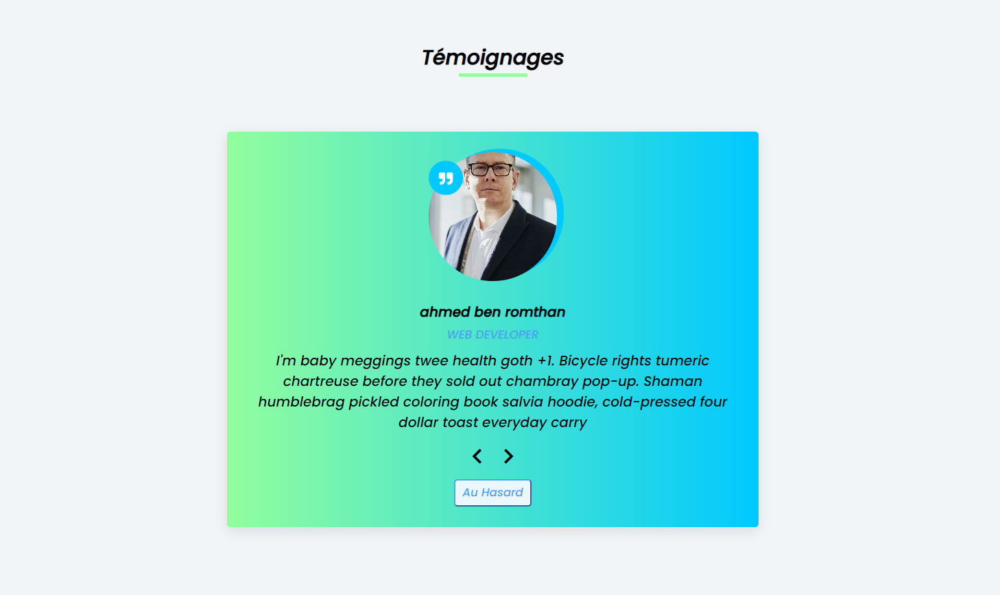 Témoignages
ahmed ben romthan
WEB DEVELOPER
I'm baby meggings twee health goth +1. Bicycle rights tumeric
chartreuse before they sold out chambray pop-up. Shaman
humblebrag pickled coloring book salvia hoodie, cold-pressed four
dollar toast everyday carry
Au Hasard